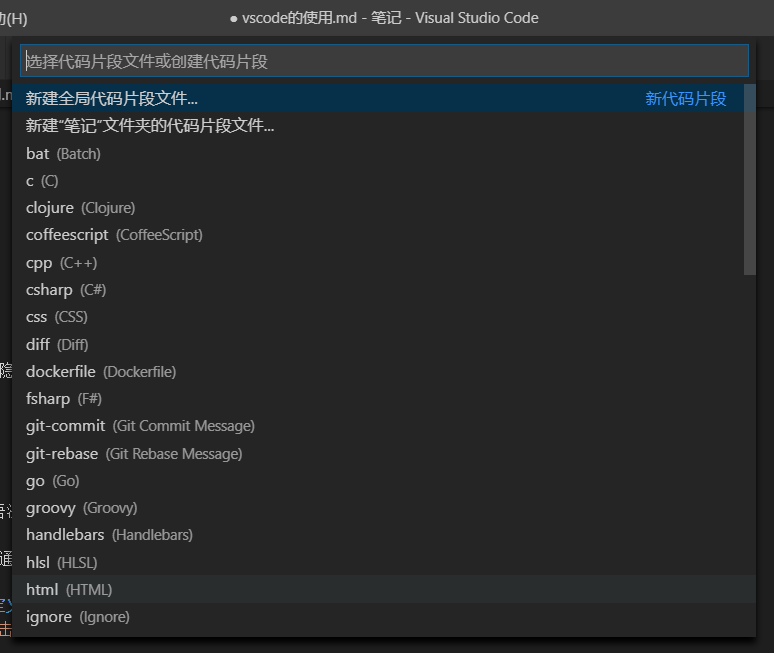 (H)
● vscode的使用.md - 笔记 - Visual Studio Code
选择代码片段文件或创建代码片段
新建全局代码片段文件... 新代码片段
新建“笔记”文件夹的代码片段文件...
bat (Batch)
c (C)
clojure (Clojure)
coffeescript (CoffeeScript)
cpp (C++)
csharp (C#)
css (CSS)
diff (Diff)
dockerfile (Dockerfile)
fsharp (F#)
git-commit (Git Commit Message)
git-rebase (Git Rebase Message)
go (Go)
groovy (Groovy)
handlebars (Handlebars)
hlsl (HLSL)
html (HTML)
ignore (Ignore)